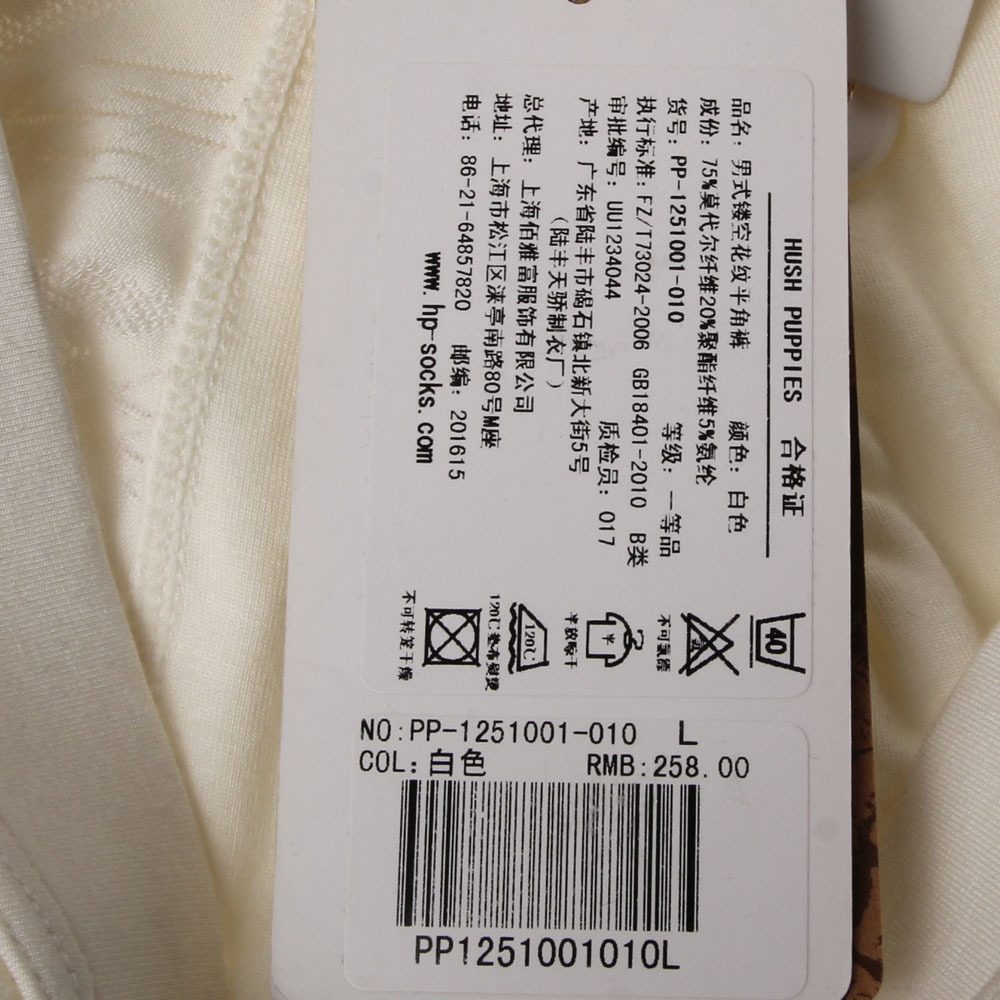 HUSH PUPPIES 合格证
品名: 男式镂空花纹平角裤 颜色: 白色
成份: 75%莫代尔纤维20%聚酯纤维5%氨纶
货号: PP-1251001-010 等级: 一等品
执行标准: FZ/T73024-2006 GB18401-2010 B类
审批编号: UU1234044 质检员: 017
产地: 广东省陆丰市碣石镇北新大街5号
(陆丰天骄制衣厂)
总代理: 上海佰雅富服饰有限公司
地址: 上海市松江区涞亭南路80号M座
电话: 86-21-64857820 邮编: 201615
www.hp-socks.com
40
不可氯漂
半
120℃
120℃垫布熨烫
不可转笼干燥
NO:PP-1251001-010 L
COL:白色 RMB:258.00
PP1251001010L